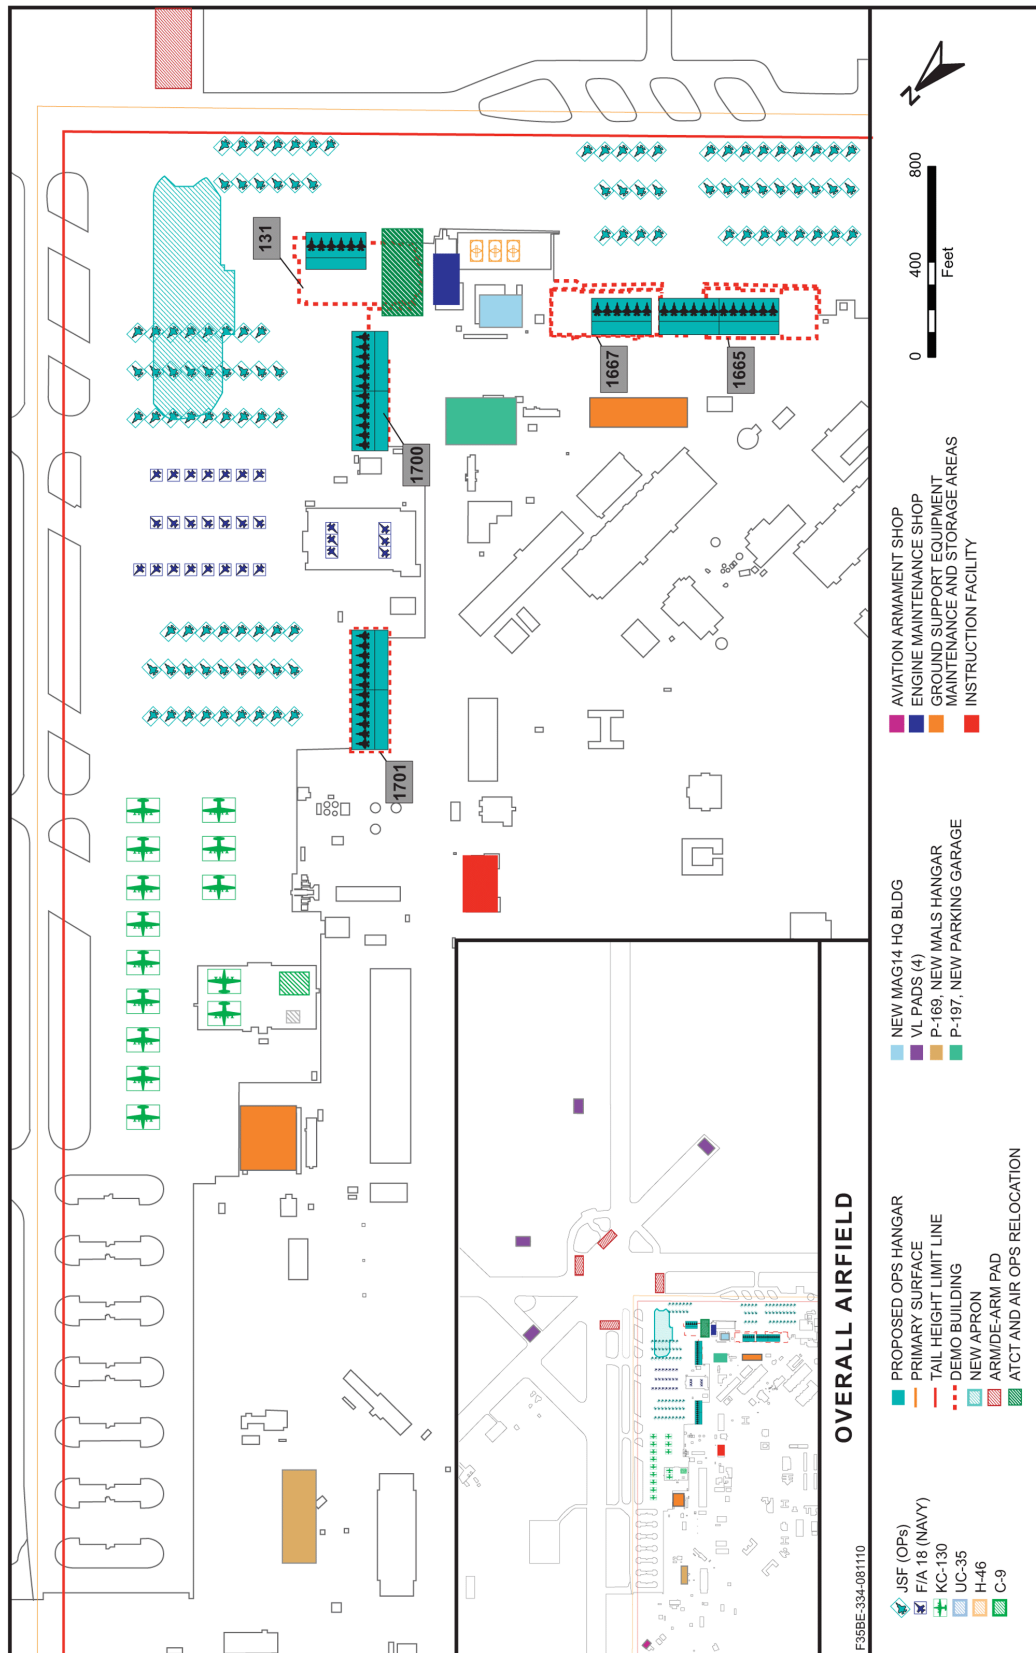 131
1700
1667
1665
1701
N
0
400
800
Feet
OVERALL AIRFIELD
F35BE-334-081110
JSF (OPs)
F/A 18 (NAVY)
KC-130
UC-35
H-46
C-9
PROPOSED OPS HANGAR
PRIMARY SURFACE
TAIL HEIGHT LIMIT LINE
DEMO BUILDING
NEW APRON
ARM/DE-ARM PAD
ATCT AND AIR OPS RELOCATION
NEW MAG14 HQ BLDG
VL PADS (4)
P-169, NEW MALS HANGAR
P-197, NEW PARKING GARAGE
AVIATION ARMAMENT SHOP
ENGINE MAINTENANCE SHOP
GROUND SUPPORT EQUIPMENT
MAINTENANCE AND STORAGE AREAS
INSTRUCTION FACILITY